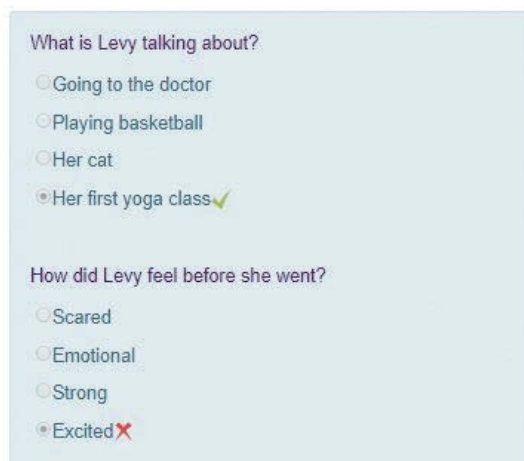 What is Levy talking about?
Going to the doctor
Playing basketball
Her cat
Her first yoga class
How did Levy feel before she went?
Scared
Emotional
Strong
Excited